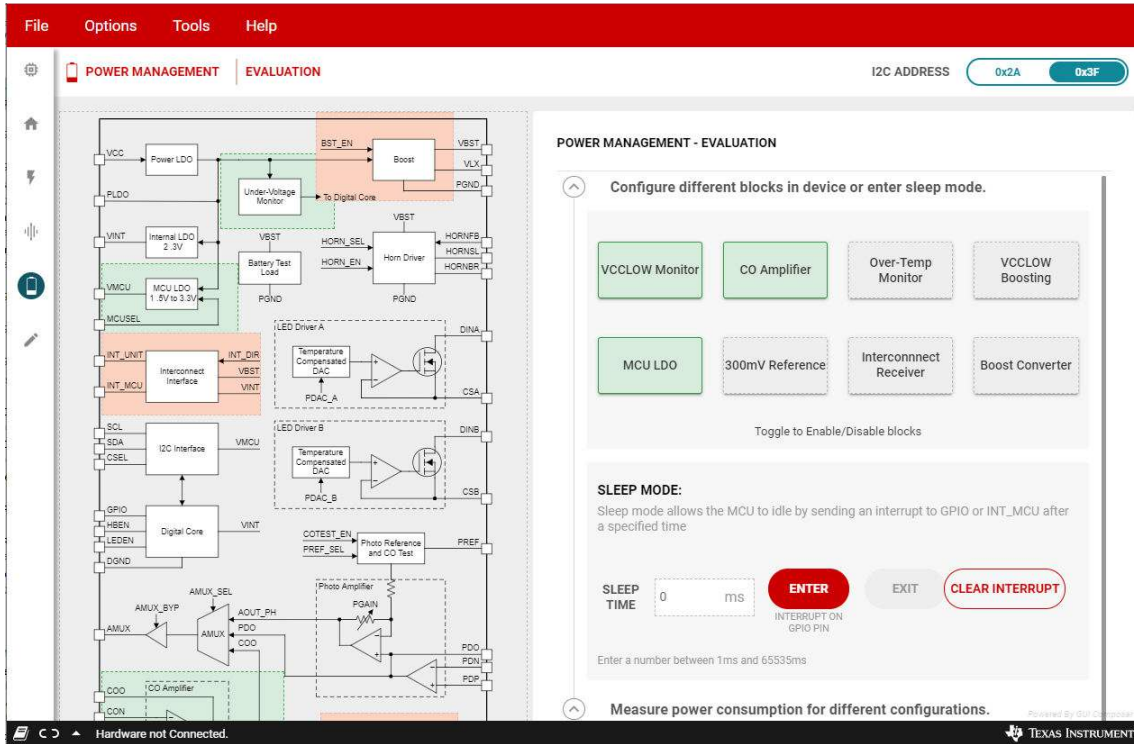 File Options Tools Help
POWER MANAGEMENT EVALUATION
I2C ADDRESS 0x2A 0x3F
VCC
Power LDO
PLDO
VINT
Internal LDO
2 .3V
VMCU
MCU LDO
1 .5V to 3.3V
MCUSEL
BST_EN
Boost
VBST
VLX
PGND
Under-Voltage
Monitor
To Digital Core
VBST
Battery Test
Load
PGND
VBST
HORN_SEL
HORN_EN
Horn Driver
HORNFB
HORNSL
HORNBR
PGND
INT_UNIT
INT_MCU
Interconnect
Interface
INT_DIR
VBST
VINT
LED Driver A
Temperature
Compensated
DAC
PDAC_A
DINA
CSA
SCL
SDA
CSEL
I2C Interface
VMCU
LED Driver B
Temperature
Compensated
DAC
PDAC_B
DINB
CSB
GPIO
HBEN
LEDEN
DGND
Digital Core
VINT
COTEST_EN
PREF_SEL
Photo Reference
and CO Test
PREF
AMUX_SEL
AMUX_BYP
AMUX
AMUX
AOUT_PH
PDO
COO
Photo Amplifier
PGAIN
PDO
PDN
PDP
COO
CON
CO Amplifier
POWER MANAGEMENT - EVALUATION
Configure different blocks in device or enter sleep mode.
VCCLOW Monitor
CO Amplifier
Over-Temp
Monitor
VCCLOW
Boosting
MCU LDO
300mV Reference
Interconnnect
Receiver
Boost Converter
Toggle to Enable/Disable blocks
SLEEP MODE:
Sleep mode allows the MCU to idle by sending an interrupt to GPIO or INT_MCU after
a specified time
SLEEP
TIME
0 ms
ENTER
INTERRUPT ON
GPIO PIN
EXIT
CLEAR INTERRUPT
Enter a number between 1ms and 65535ms
Measure power consumption for different configurations.
Powered By GUI Composer
Hardware not Connected.
TEXAS INSTRUMENT